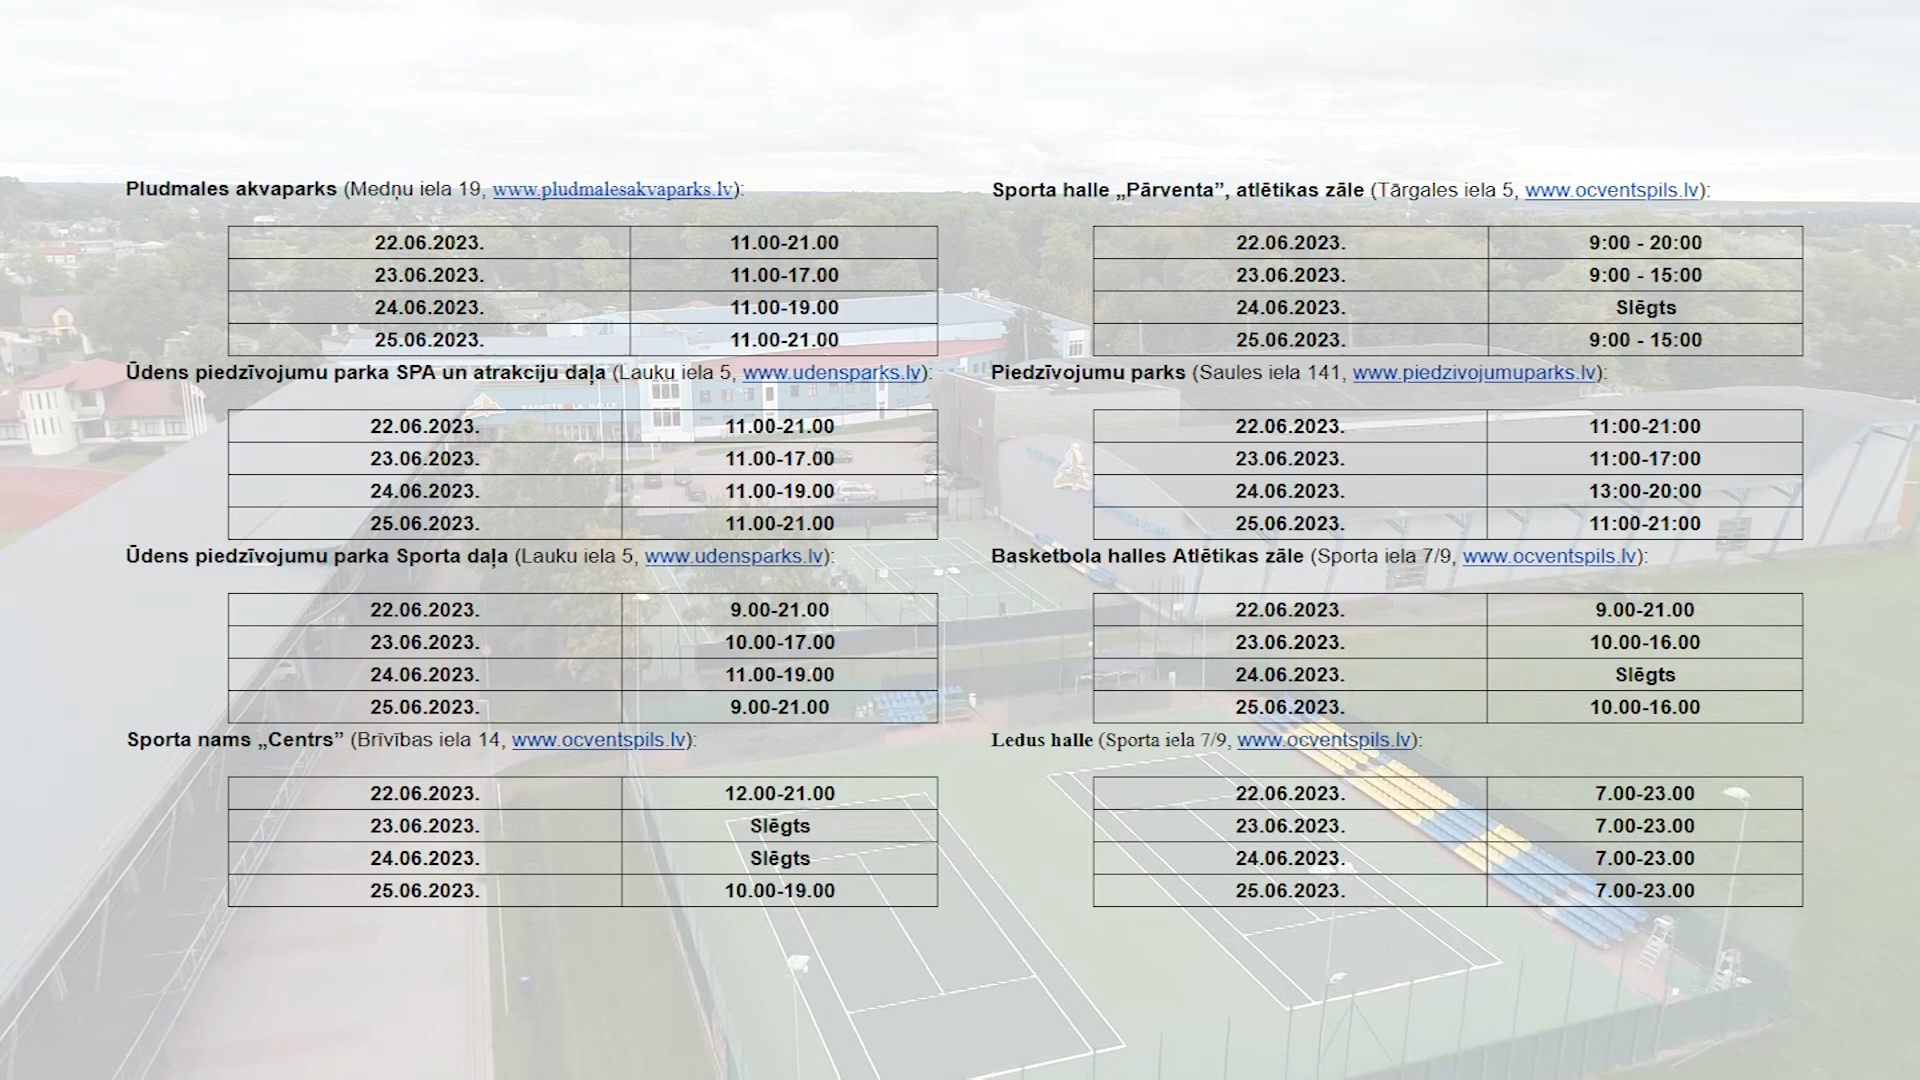 Pludmales akvaparks (Medņu iela 19, www.pludmalesakvaparks.lv):
22.06.2023. 11.00-21.00
23.06.2023. 11.00-17.00
24.06.2023. 11.00-19.00
25.06.2023. 11.00-21.00
Ūdens piedzīvojumu parka SPA un atrakciju daļa (Lauku iela 5, www.udensparks.lv):
22.06.2023. 11.00-21.00
23.06.2023. 11.00-17.00
24.06.2023. 11.00-19.00
25.06.2023. 11.00-21.00
Ūdens piedzīvojumu parka Sporta daļa (Lauku iela 5, www.udensparks.lv):
22.06.2023. 9.00-21.00
23.06.2023. 10.00-17.00
24.06.2023. 11.00-19.00
25.06.2023. 9.00-21.00
Sporta nams „Centrs” (Brīvības iela 14, www.ocventspils.lv):
22.06.2023. 12.00-21.00
23.06.2023. Slēgts
24.06.2023. Slēgts
25.06.2023. 10.00-19.00
Sporta halle „Pārventa”, atlētikas zāle (Tārgales iela 5, www.ocventspils.lv):
22.06.2023. 9:00 - 20:00
23.06.2023. 9:00 - 15:00
24.06.2023. Slēgts
25.06.2023. 9:00 - 15:00
Piedzīvojumu parks (Saules iela 141, www.piedzivojumuparks.lv):
22.06.2023. 11:00-21:00
23.06.2023. 11:00-17:00
24.06.2023. 13:00-20:00
25.06.2023. 11:00-21:00
Basketbola halles Atlētikas zāle (Sporta iela 7/9, www.ocventspils.lv):
22.06.2023. 9.00-21.00
23.06.2023. 10.00-16.00
24.06.2023. Slēgts
25.06.2023. 10.00-16.00
Ledus halle (Sporta iela 7/9, www.ocventspils.lv):
22.06.2023. 7.00-23.00
23.06.2023. 7.00-23.00
24.06.2023. 7.00-23.00
25.06.2023. 7.00-23.00
BASKETBOLA HALLE